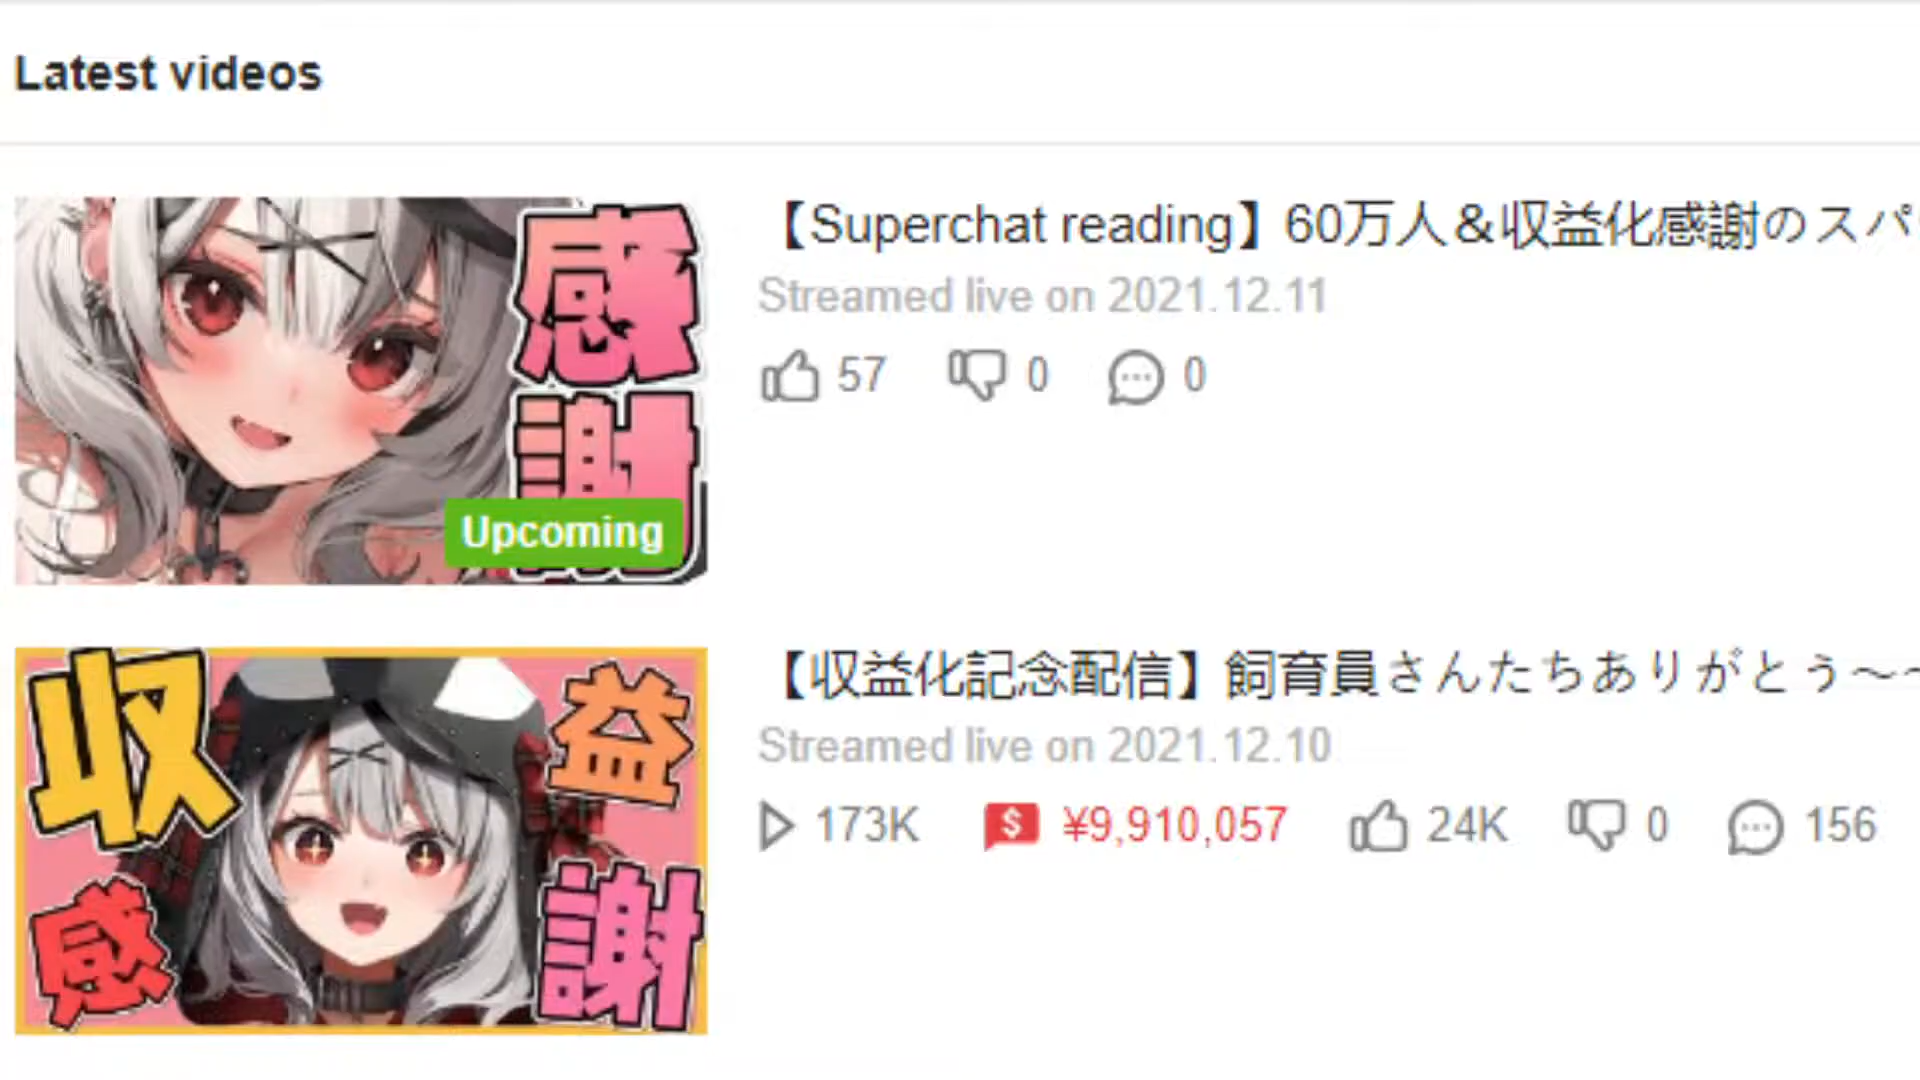 Latest videos
感謝
Upcoming
【Superchat reading】60万人&収益化感謝のスパ
Streamed live on 2021.12.11
57 0 0
収益
感謝
【収益化記念配信】飼育員さんたちありがとぅ～～
Streamed live on 2021.12.10
173K $ ¥9,910,057 24K 0 156